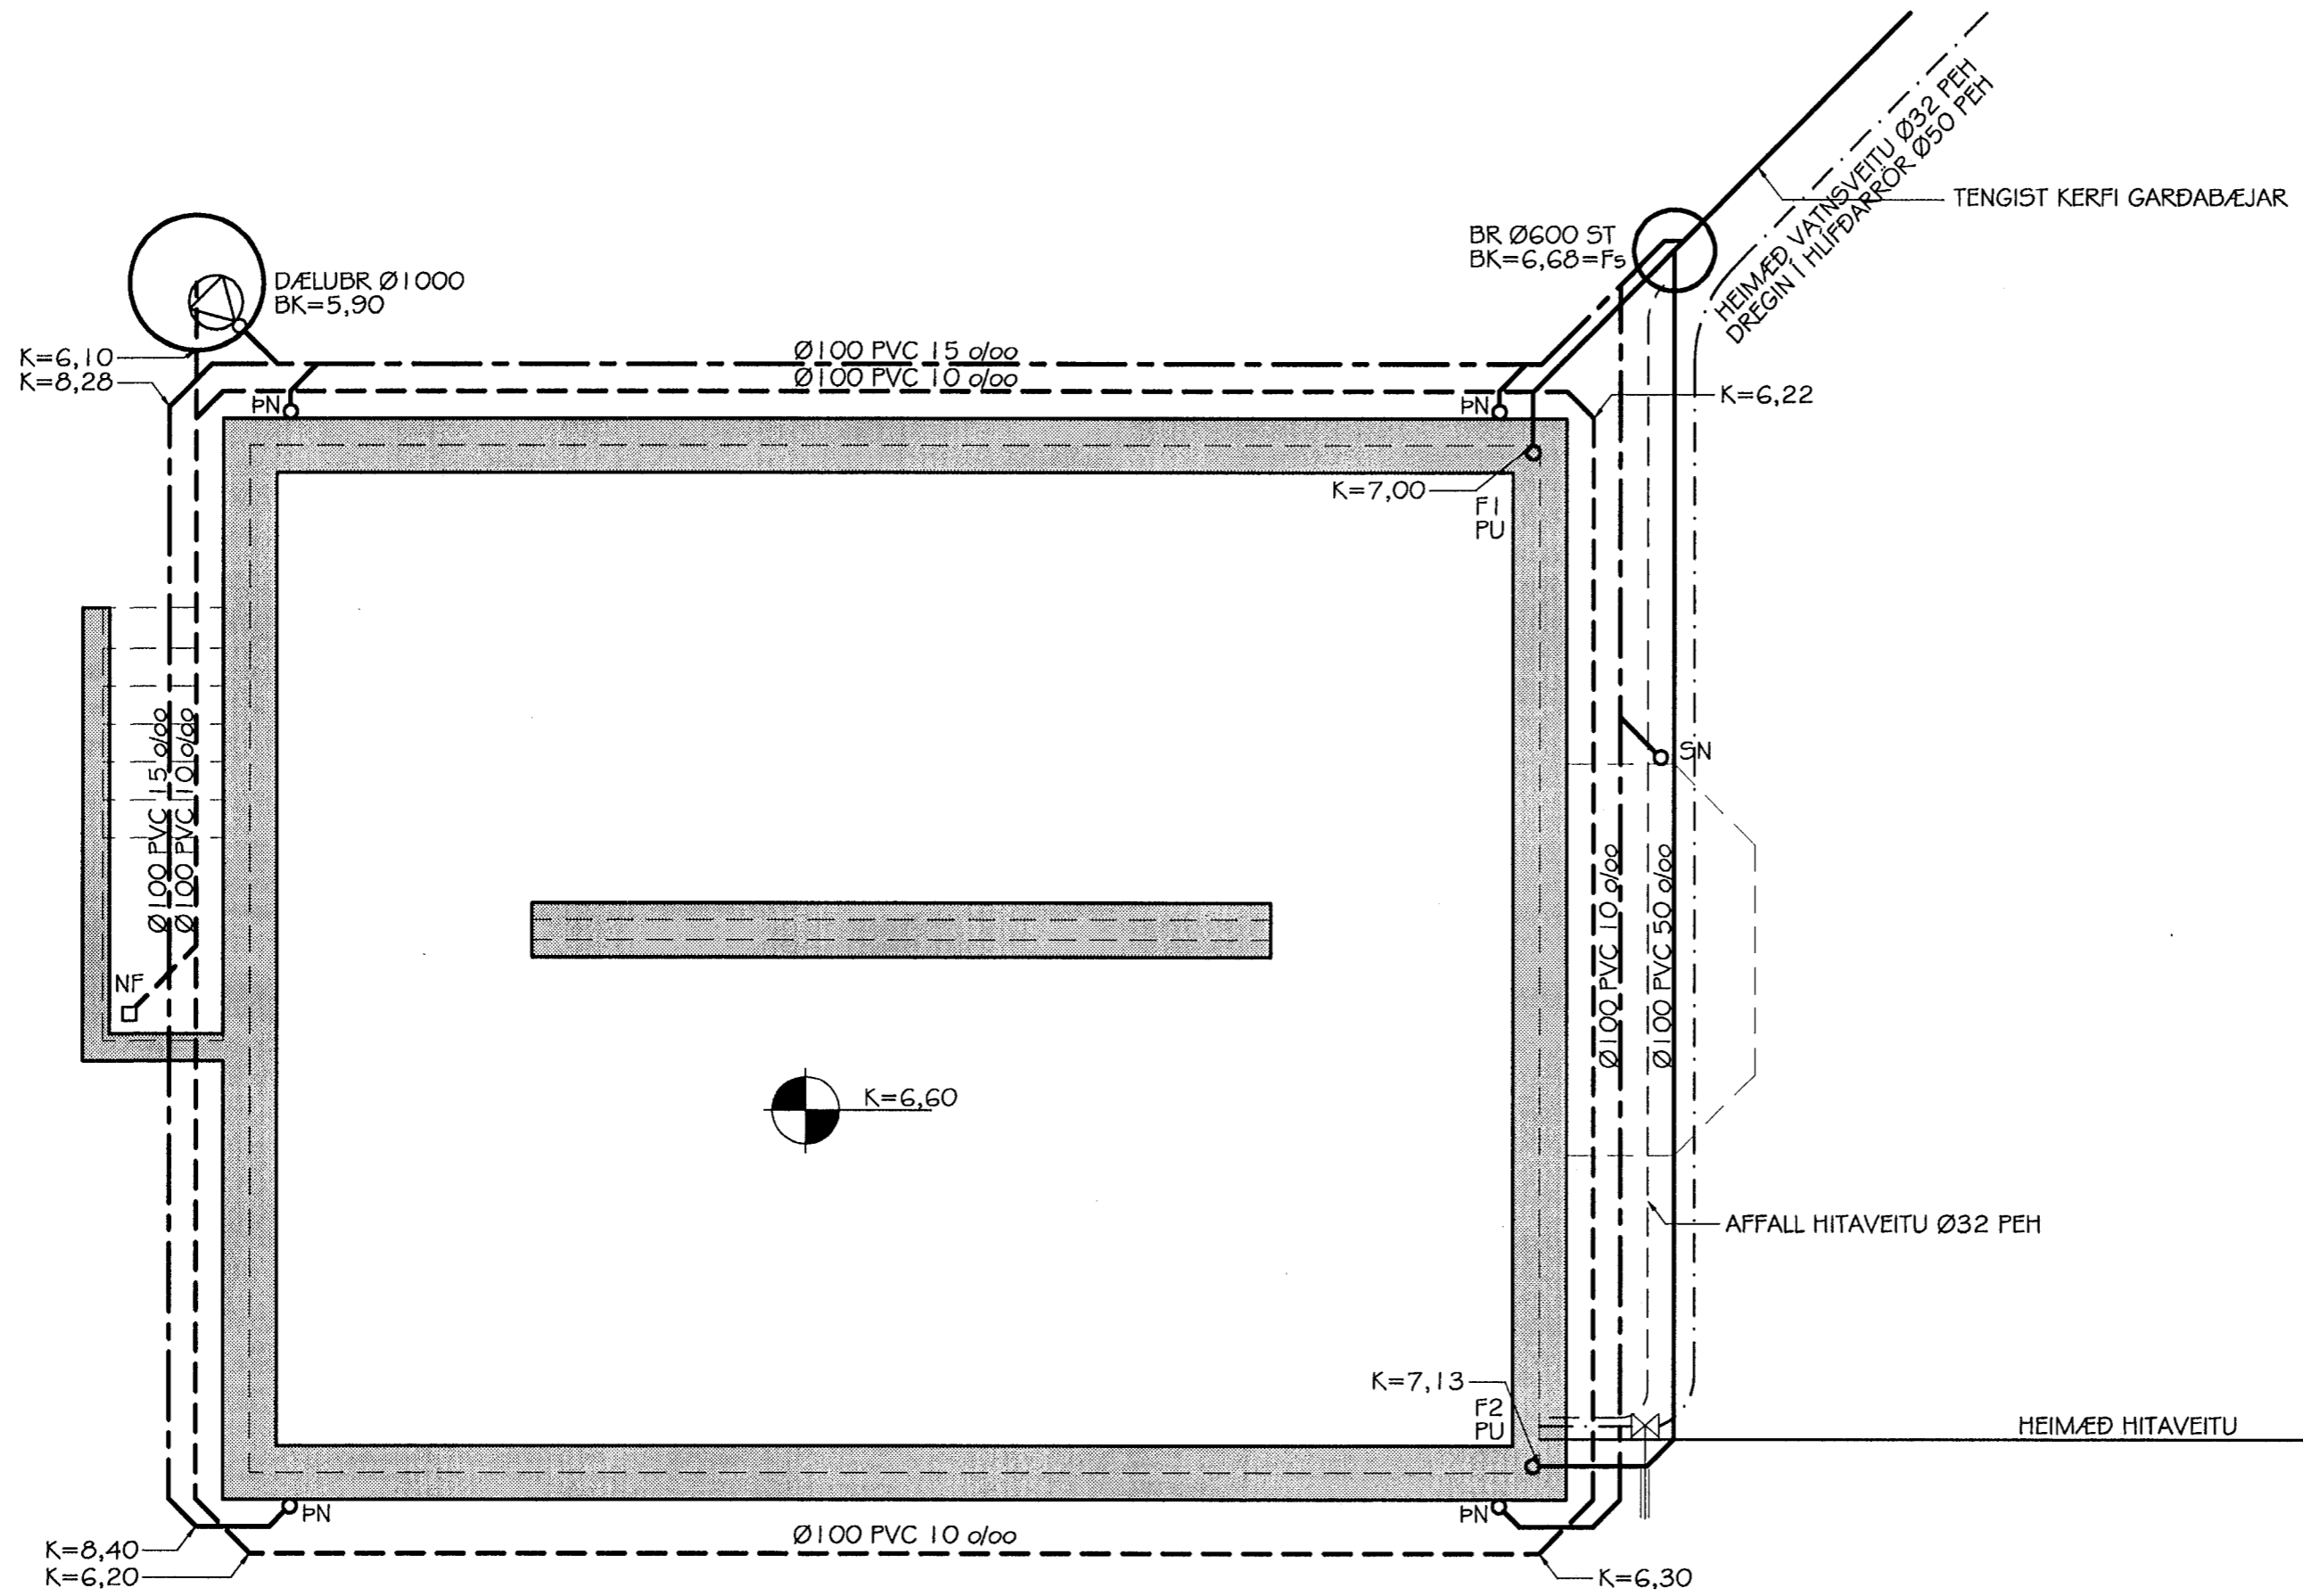 HEIMÆÐ VATNSVEITU Ø32 PEH
DREGIN Í HLÍFÐARRÖR Ø50 PEH
TENGIST KERFI GARÐABÆJAR
BR Ø600 ST
BK=6,68=Fs
DÆLUBR Ø1000
BK=5,90
K=6,10
K=8,28
Ø100 PVC 15 o/oo
Ø100 PVC 10 o/oo
ÞN
ÞN
K=6,22
K=7,00
F1
PU
Ø100 PVC 15 o/oo
Ø100 PVC 10 o/oo
SN
Ø100 PVC 10 o/oo
Ø100 PVC 50 o/oo
NF
K=6,60
AFFALL HITAVEITU Ø32 PEH
K=7,13
F2
PU
HEIMÆÐ HITAVEITU
ÞN
ÞN
Ø100 PVC 10 o/oo
K=8,40
K=6,20
K=6,30